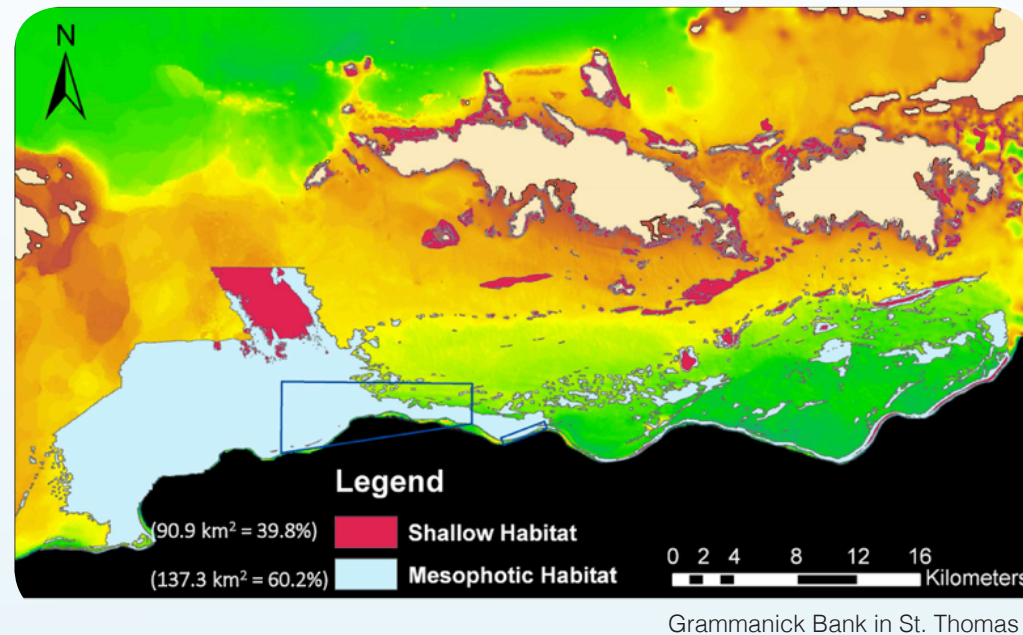 N
Legend
(90.9 km² = 39.8%) Shallow Habitat
(137.3 km² = 60.2%) Mesophotic Habitat
0 2 4 8 12 16
Kilometers
Grammanick Bank in St. Thomas